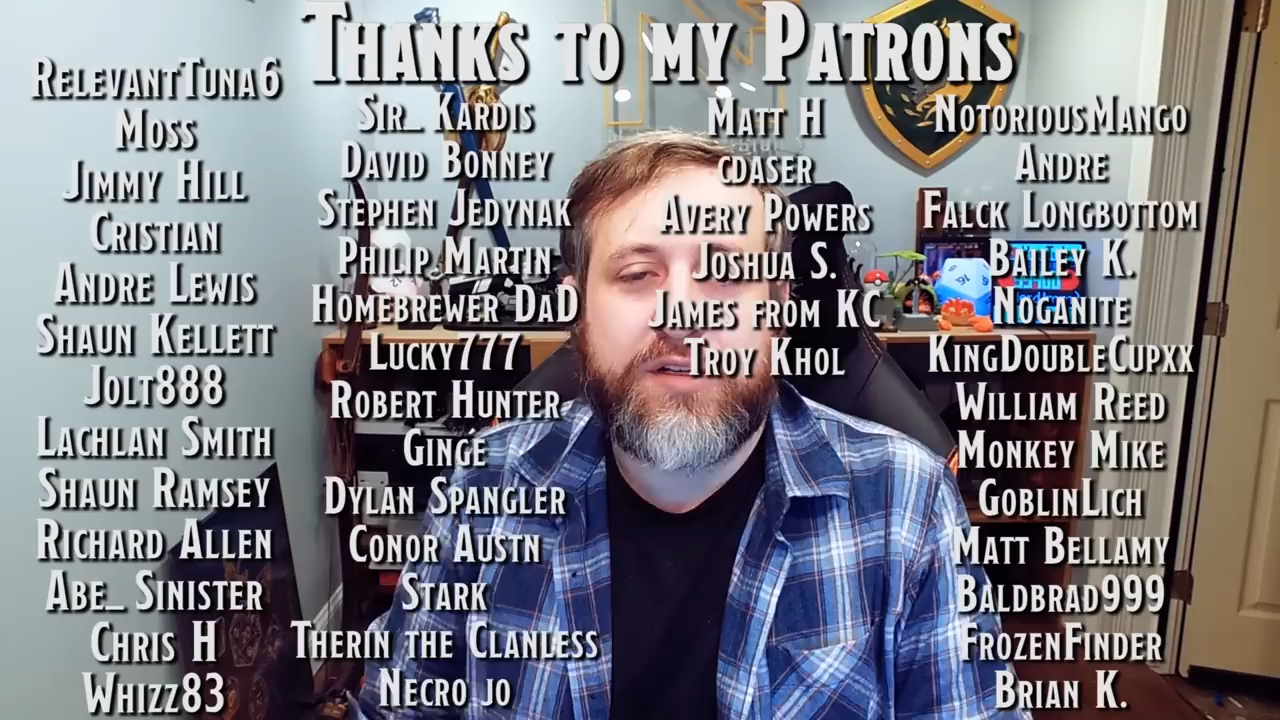 Thanks to my Patrons
RelevantTuna6
Moss
Jimmy Hill
Cristian
Andre Lewis
Shaun Kellett
Jolt888
Lachlan Smith
Shaun Ramsey
Richard Allen
Abe_ Sinister
Chris H
Whizz83
Sir_ Kardis
David Bonney
Stephen Jedynak
Philip Martin
Homebrewer DaD
Lucky777
Robert Hunter
Ginge
Dylan Spangler
Conor Austn
Stark
Therin the Clanless
Necro jo
Matt H
cdaser
Avery Powers
Joshua S.
James from KC
Troy Khol
NotoriousMango
Andre
Falck Longbottom
Bailey K.
Noganite
KingDoubleCupxx
William Reed
Monkey Mike
GoblinLich
Matt Bellamy
Baldbrad999
FrozenFinder
Brian K.